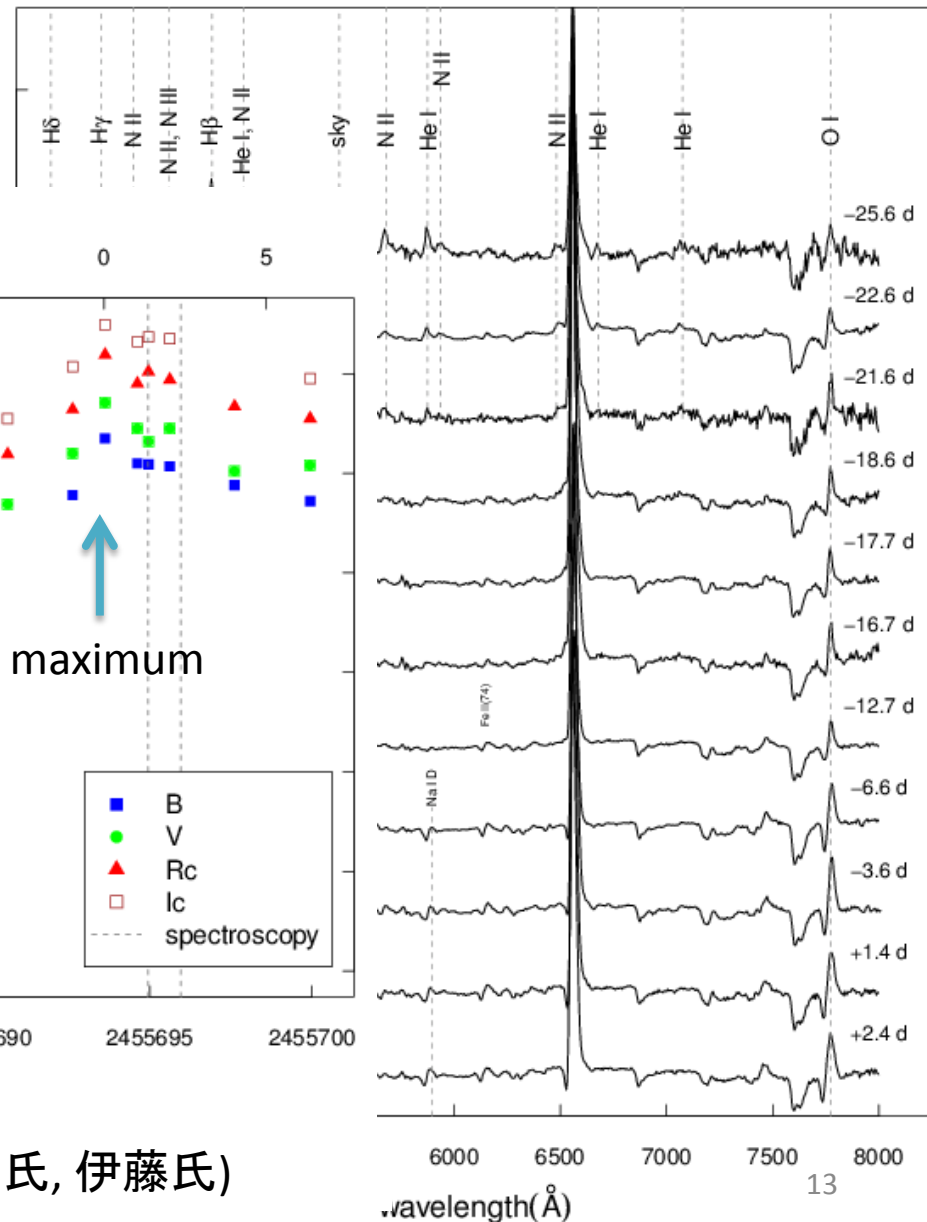 Hδ
Hγ
N II
N II, N III
Hβ
He I, N II
sky
N II
He I
N II
N II
He I
He I
O I
0 5
maximum
B
V
Rc
Ic
spectroscopy
690 2455695 2455700
−25.6 d
−22.6 d
−21.6 d
−18.6 d
−17.7 d
−16.7 d
Fe II(74)
−12.7 d
Na I D
−6.6 d
−3.6 d
+1.4 d
+2.4 d
6000 6500 7000 7500 8000
wavelength(Å)
氏, 伊藤氏)
13